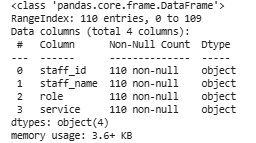 <class 'pandas.core.frame.DataFrame'>
RangeIndex: 110 entries, 0 to 109
Data columns (total 4 columns):
 #   Column      Non-Null Count  Dtype
---  ------      --------------  -----
 0   staff_id    110 non-null    object
 1   staff_name  110 non-null    object
 2   role        110 non-null    object
 3   service     110 non-null    object
dtypes: object(4)
memory usage: 3.6+ KB